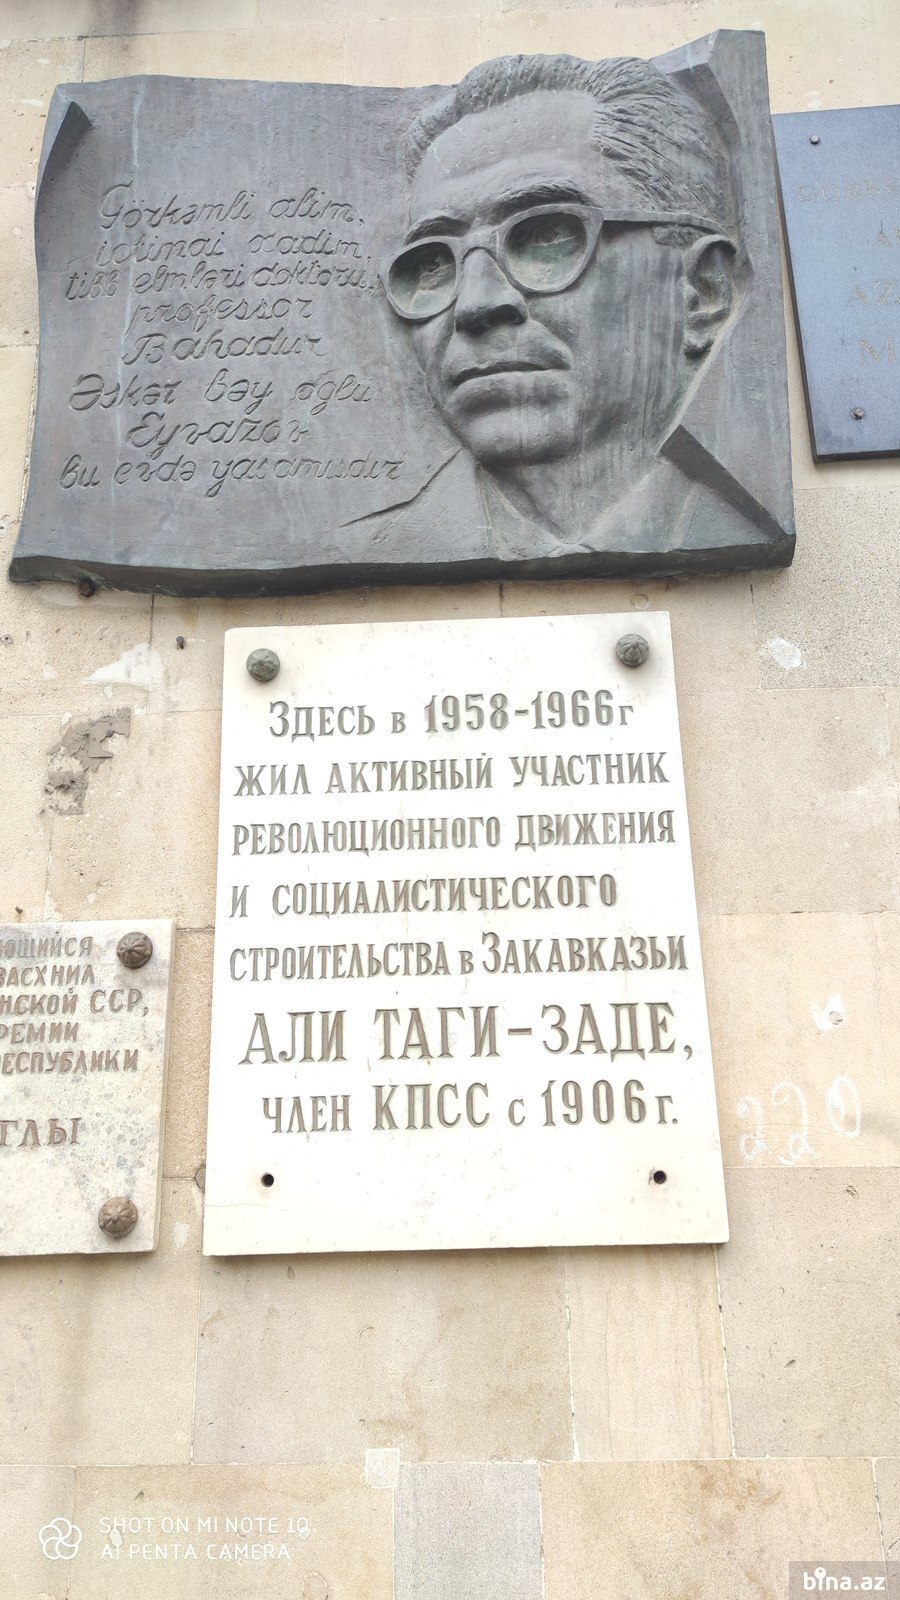 Görkəmli alim,
ictimai xadim,
tibb elmləri doktoru,
professor
Bahadur
Əskər bəy oğlu
Eyvazov
bu evdə yaşamışdır
Здесь в 1958-1966г
жил активный участник
революционного движения
и социалистического
строительства в Закавказьи
АЛИ ТАГИ-ЗАДЕ,
член КПСС с 1906г.
ющийся
ВАСХНИЛ
нской ССР,
ремии
республики
глы
220
SHOT ON MI NOTE 10
AI PENTA CAMERA
bina.az